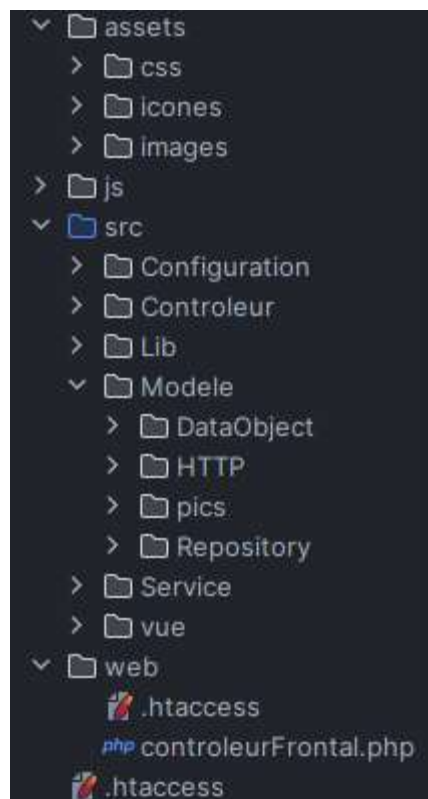 assets
css
icones
images
js
src
Configuration
Controleur
Lib
Modele
DataObject
HTTP
pics
Repository
Service
vue
web
.htaccess
php controleurFrontal.php
.htaccess